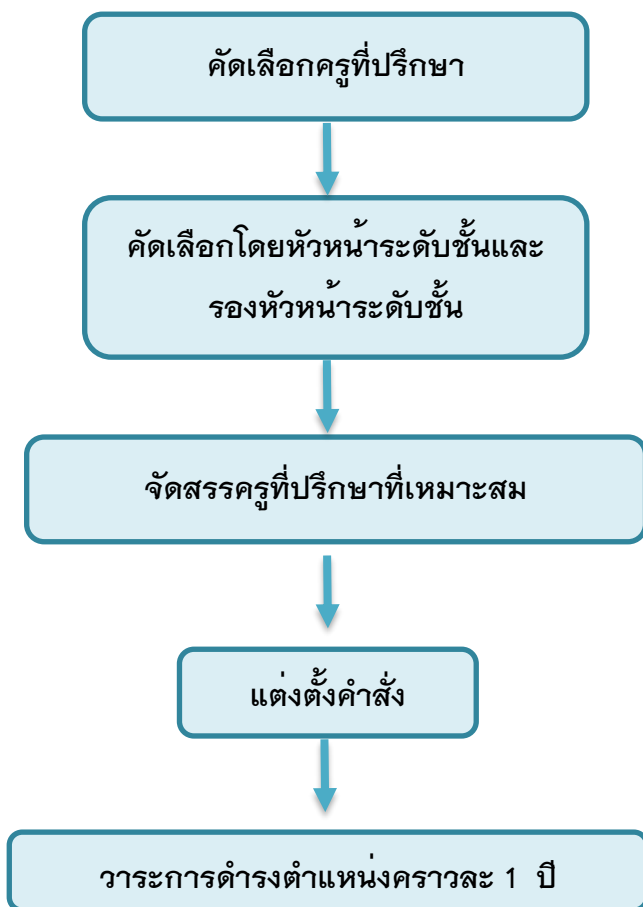 คัดเลือกครูที่ปรึกษา
คัดเลือกโดยหัวหน้าระดับชั้นและ
รองหัวหน้าระดับชั้น
จัดสรรครูที่ปรึกษาที่เหมาะสม
แต่งตั้งคำสั่ง
วาระการดำรงตำแหน่งคราวละ 1 ปี